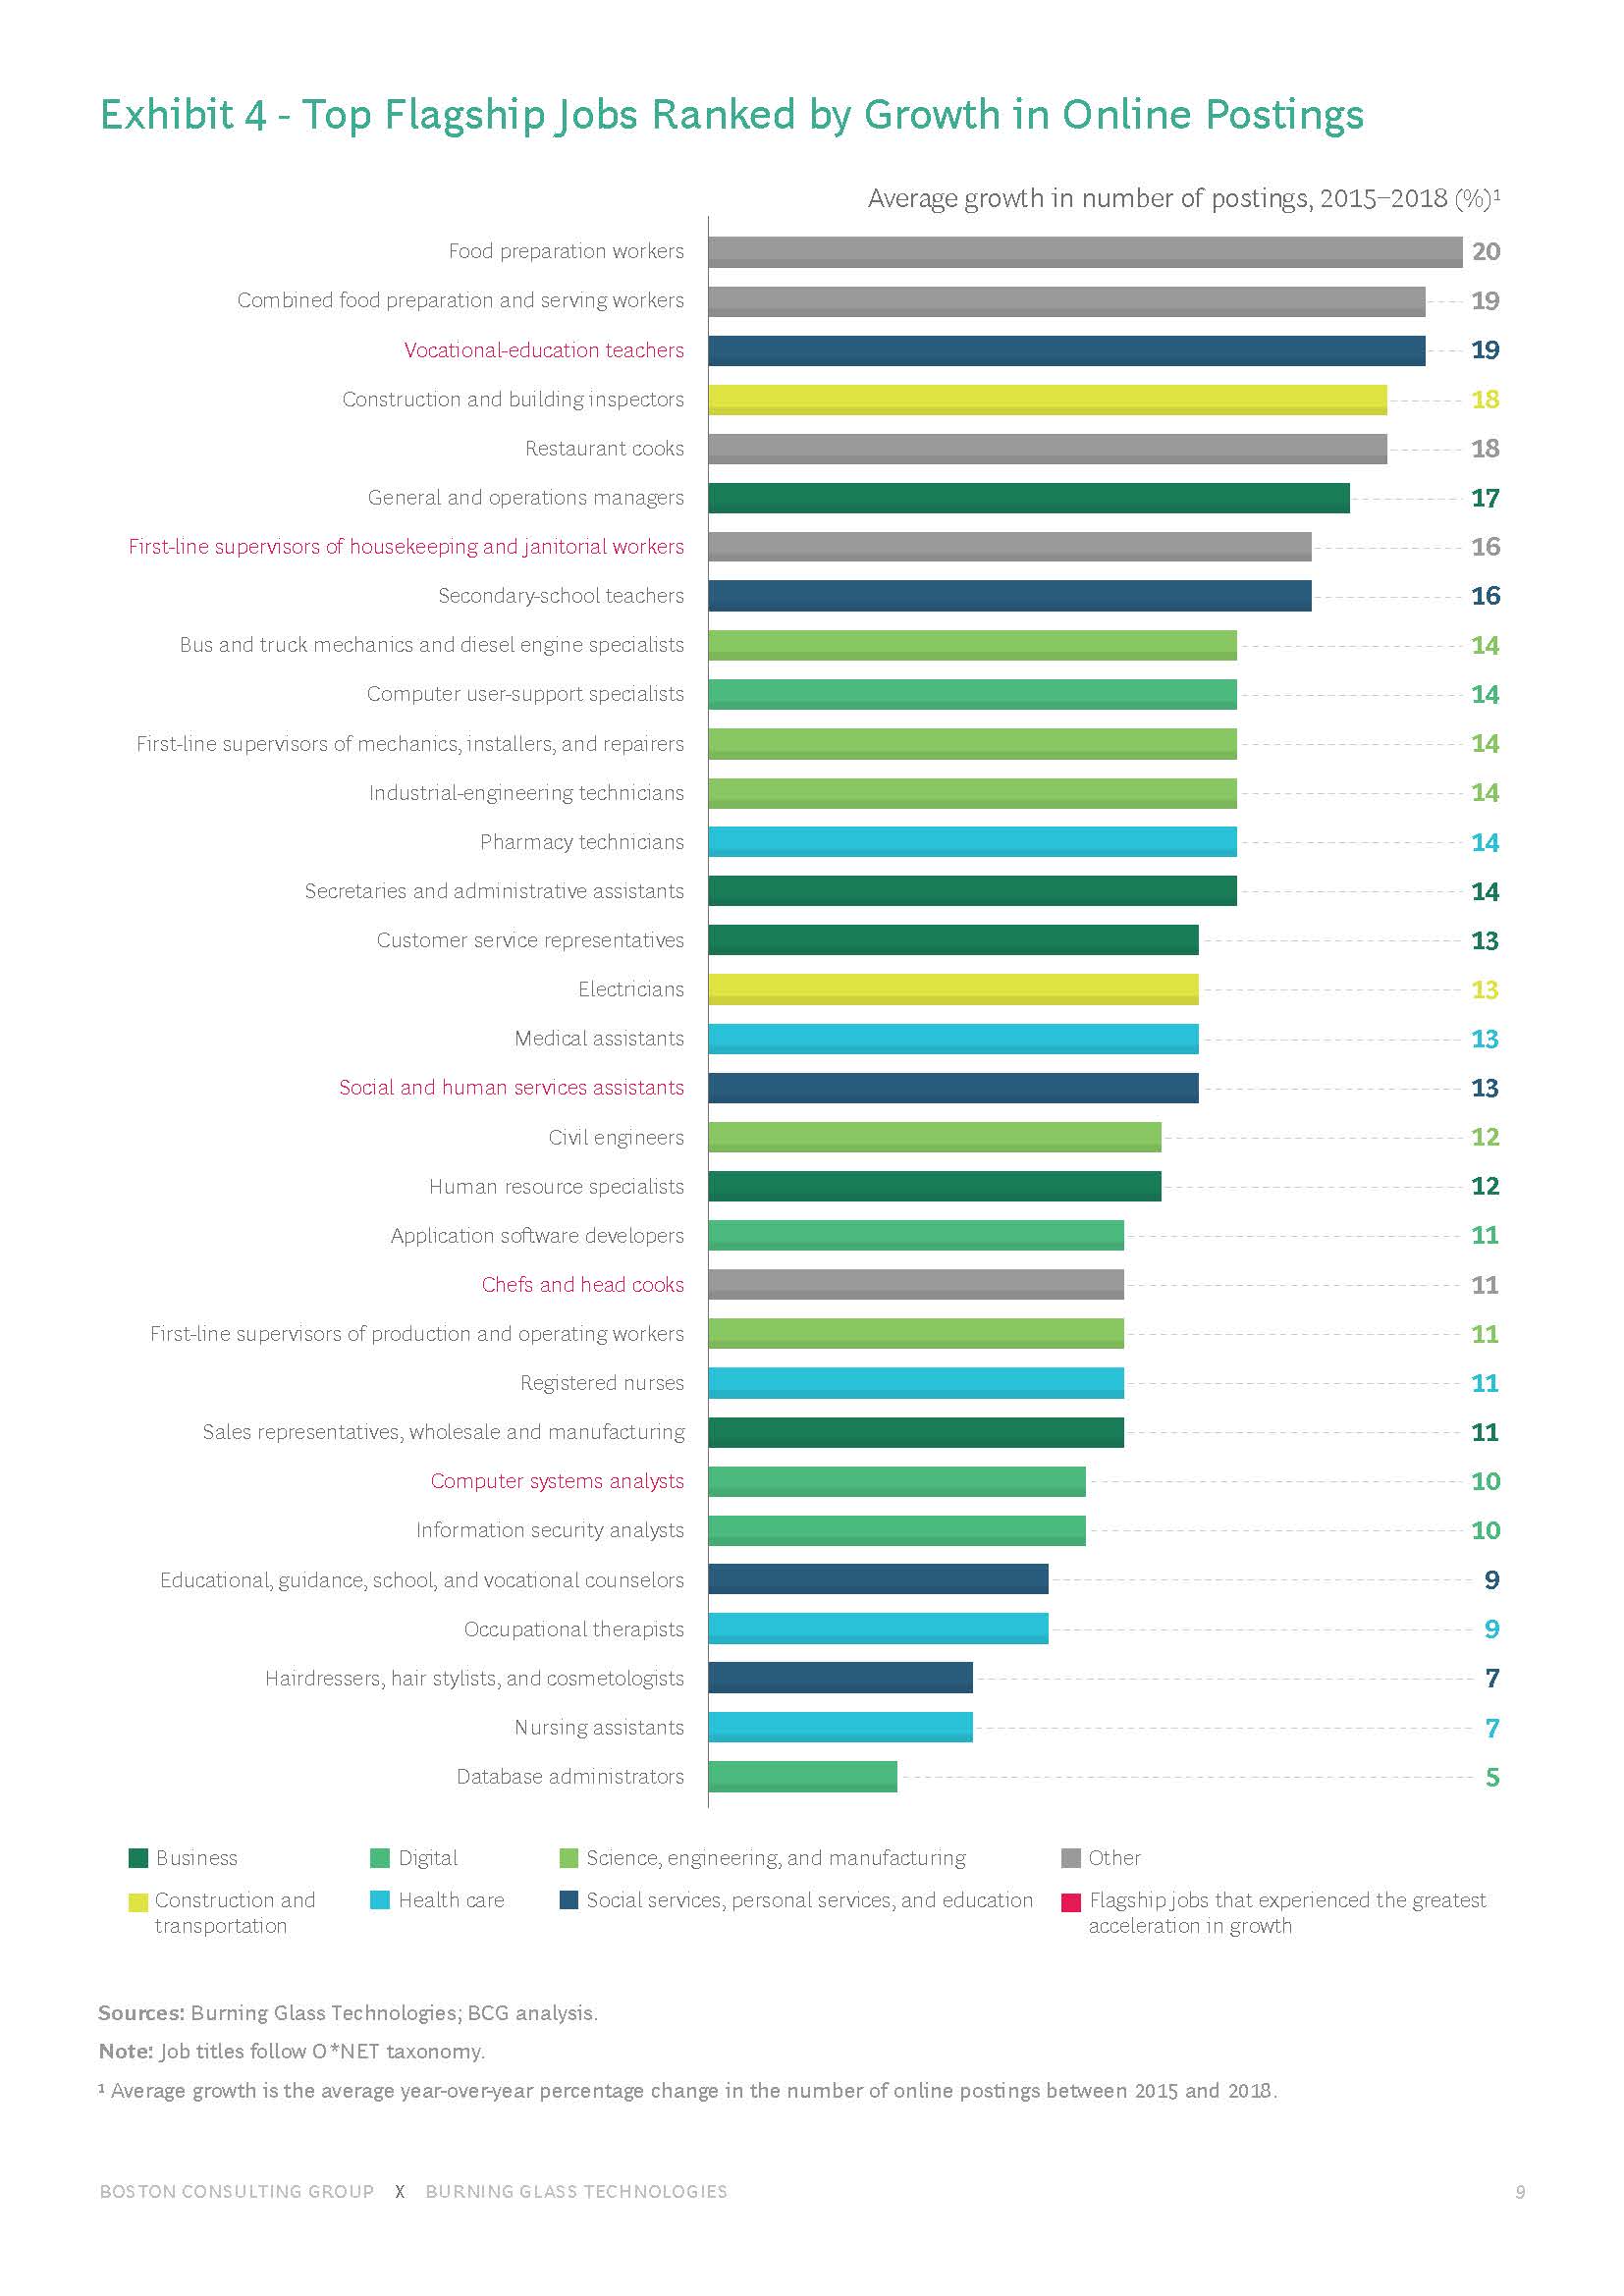 Exhibit 4 - Top Flagship Jobs Ranked by Growth in Online Postings
Average growth in number of postings, 2015–2018 (%)¹
Food preparation workers 20
Combined food preparation and serving workers 19
Vocational-education teachers 19
Construction and building inspectors 18
Restaurant cooks 18
General and operations managers 17
First-line supervisors of housekeeping and janitorial workers 16
Secondary-school teachers 16
Bus and truck mechanics and diesel engine specialists 14
Computer user-support specialists 14
First-line supervisors of mechanics, installers, and repairers 14
Industrial-engineering technicians 14
Pharmacy technicians 14
Secretaries and administrative assistants 14
Customer service representatives 13
Electricians 13
Medical assistants 13
Social and human services assistants 13
Civil engineers 12
Human resource specialists 12
Application software developers 11
Chefs and head cooks 11
First-line supervisors of production and operating workers 11
Registered nurses 11
Sales representatives, wholesale and manufacturing 11
Computer systems analysts 10
Information security analysts 10
Educational, guidance, school, and vocational counselors 9
Occupational therapists 9
Hairdressers, hair stylists, and cosmetologists 7
Nursing assistants 7
Database administrators 5
Business
Digital
Science, engineering, and manufacturing
Other
Construction and
transportation
Health care
Social services, personal services, and education
Flagship jobs that experienced the greatest
acceleration in growth
Sources: Burning Glass Technologies; BCG analysis.
Note: Job titles follow O*NET taxonomy.
¹ Average growth is the average year-over-year percentage change in the number of online postings between 2015 and 2018.
BOSTON CONSULTING GROUP X BURNING GLASS TECHNOLOGIES 9